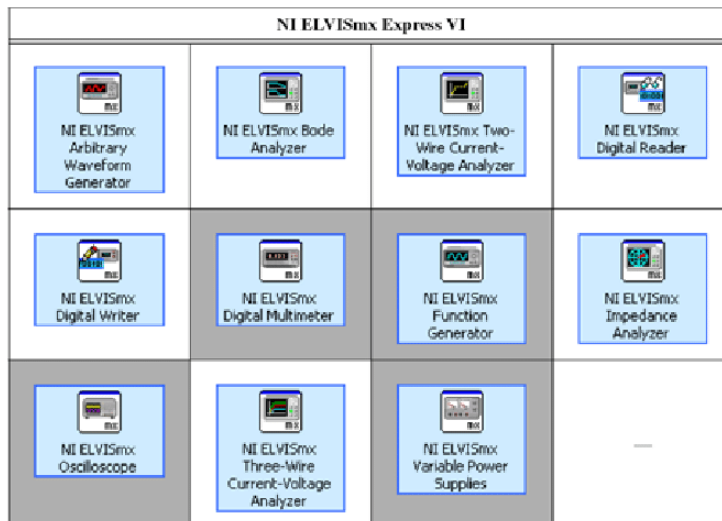 NI ELVISmx Express VI
NI ELVISmx
Arbitrary
Waveform
Generator
NI ELVISmx Bode
Analyzer
NI ELVISmx Two-
Wire Current-
Voltage Analyzer
NI ELVISmx
Digital Reader
NI ELVISmx
Digital Writer
NI ELVISmx
Digital Multimeter
NI ELVISmx
Function
Generator
NI ELVISmx
Impedance
Analyzer
NI ELVISmx
Oscilloscope
NI ELVISmx
Three-Wire
Current-Voltage
Analyzer
NI ELVISmx
Variable Power
Supplies